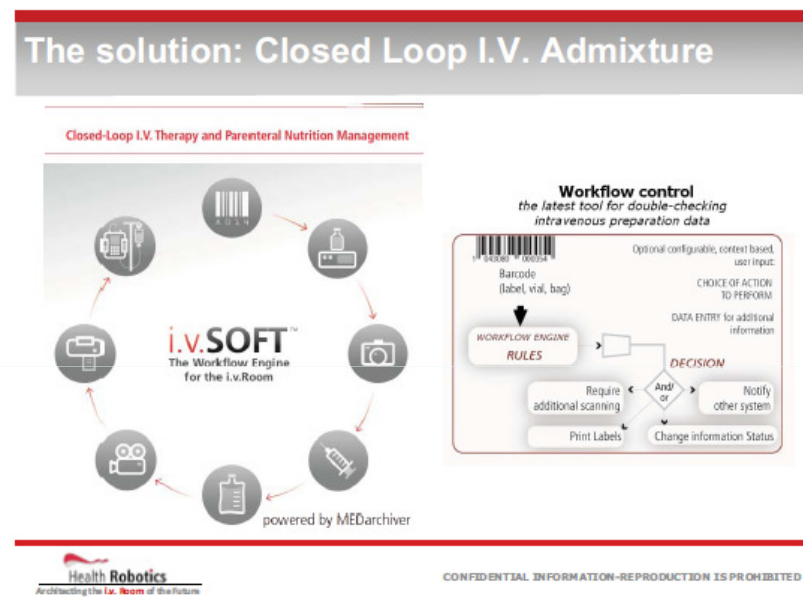 The solution: Closed Loop I.V. Admixture
Closed-Loop I.V. Therapy and Parenteral Nutrition Management
i.v.SOFT™
The Workflow Engine
for the i.v.Room
powered by MEDarchiver
Workflow control
the latest tool for double-checking
intravenous preparation data
Barcode
(label, vial, bag)
Optional configurable, context based,
user input:
CHOICE OF ACTION
TO PERFORM
DATA ENTRY for additional
information
WORKFLOW ENGINE
RULES
DECISION
And/
or
Require
additional scanning
Notify
other system
Print Labels
Change information Status
Health Robotics
Architecting the i.v. Room of the Future
CONFIDENTIAL INFORMATION-REPRODUCTION IS PROHIBITED